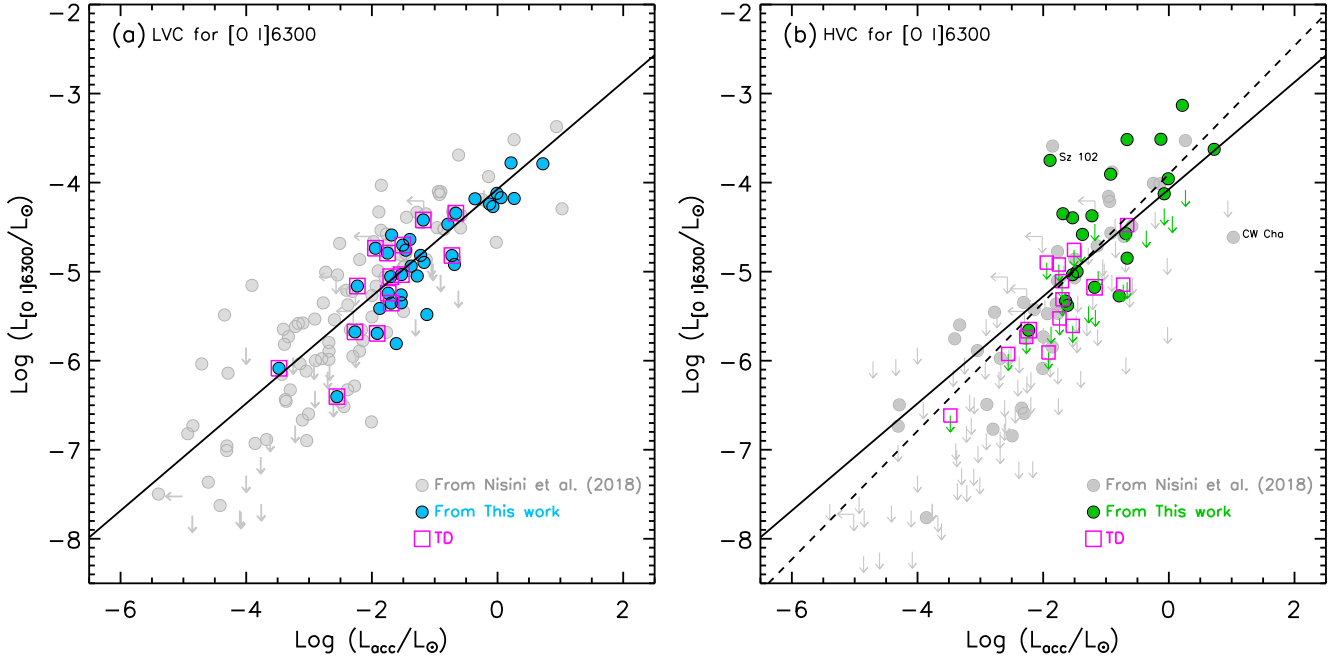 (a) LVC for [O I]6300
-2
-3
-4
-5
-6
-7
-8
Log (L[O I]6300/L⊙)
From Nisini et al. (2018)
From This work
TD
-6 -4 -2 0 2
Log (Lacc/L⊙)
(b) HVC for [O I]6300
-2
-3
-4
-5
-6
-7
-8
Log (L[O I]6300/L⊙)
Sz 102
CW Cha
From Nisini et al. (2018)
From This work
TD
-6 -4 -2 0 2
Log (Lacc/L⊙)